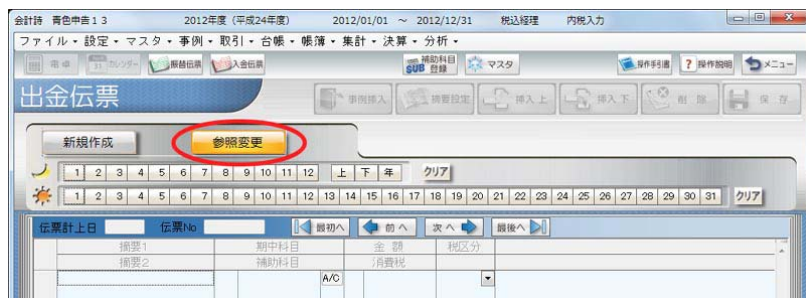 会計詩 青色申告13 2012年度(平成24年度) 2012/01/01 ～ 2012/12/31 税込経理 内税入力
ファイル・設定・マスタ・事例・取引・台帳・帳簿・集計・決算・分析・
電卓 カレンダー 振替伝票 入金伝票 SUB 補助科目登録 マスタ 操作手引書 ? 操作説明 メニュー
出金伝票 事例挿入 摘要設定 挿入上 挿入下 削除 保存
新規作成 参照変更
1 2 3 4 5 6 7 8 9 10 11 12 上 下 年 クリア
1 2 3 4 5 6 7 8 9 10 11 12 13 14 15 16 17 18 19 20 21 22 23 24 25 26 27 28 29 30 31 クリア
伝票計上日 伝票No 最初へ 前へ 次へ 最後へ
摘要1 期中科目 金額 税区分
摘要2 補助科目 消費税
A/C